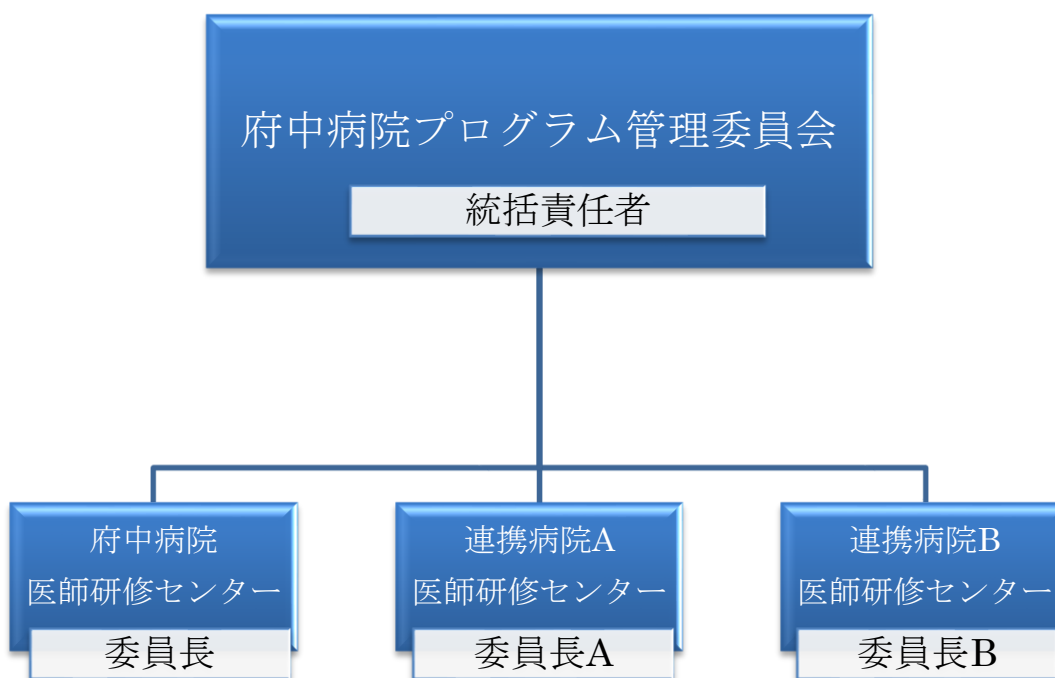 府中病院プログラム管理委員会
統括責任者
府中病院
医師研修センター
委員長
連携病院A
医師研修センター
委員長A
連携病院B
医師研修センター
委員長B